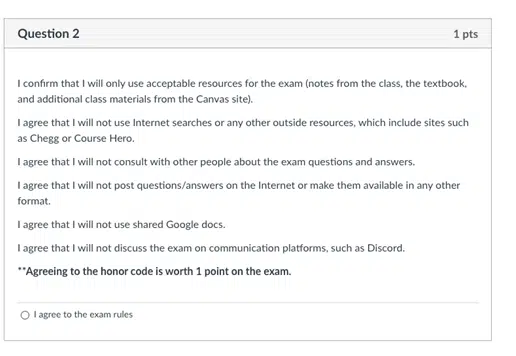 Question 2
1 pts
I confirm that I will only use acceptable resources for the exam (notes from the class, the textbook,
and additional class materials from the Canvas site).
I agree that I will not use Internet searches or any other outside resources, which include sites such
as Chegg or Course Hero.
I agree that I will not consult with other people about the exam questions and answers.
I agree that I will not post questions/answers on the Internet or make them available in any other
format.
I agree that I will not use shared Google docs.
I agree that I will not discuss the exam on communication platforms, such as Discord.
**Agreeing to the honor code is worth 1 point on the exam.
I agree to the exam rules